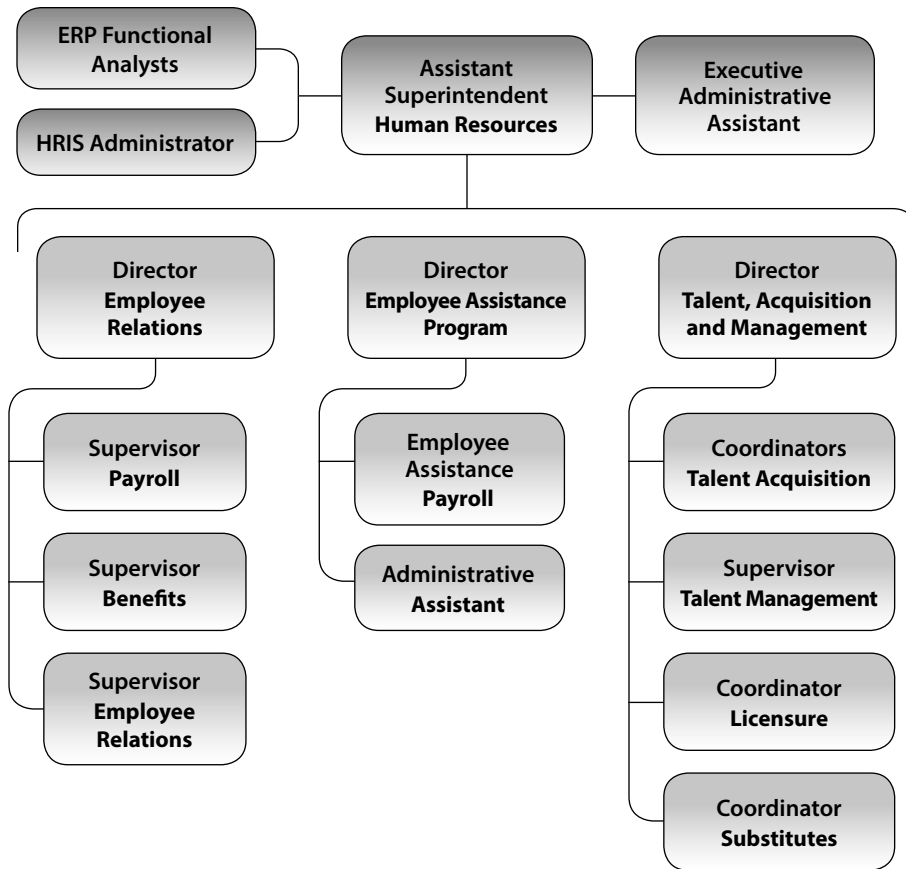 ERP Functional
Analysts
HRIS Administrator
Assistant
Superintendent
Human Resources
Executive
Administrative
Assistant
Director
Employee
Relations
Supervisor
Payroll
Supervisor
Benefits
Supervisor
Employee
Relations
Director
Employee Assistance
Program
Employee
Assistance
Payroll
Administrative
Assistant
Director
Talent, Acquisition
and Management
Coordinators
Talent Acquisition
Supervisor
Talent Management
Coordinator
Licensure
Coordinator
Substitutes